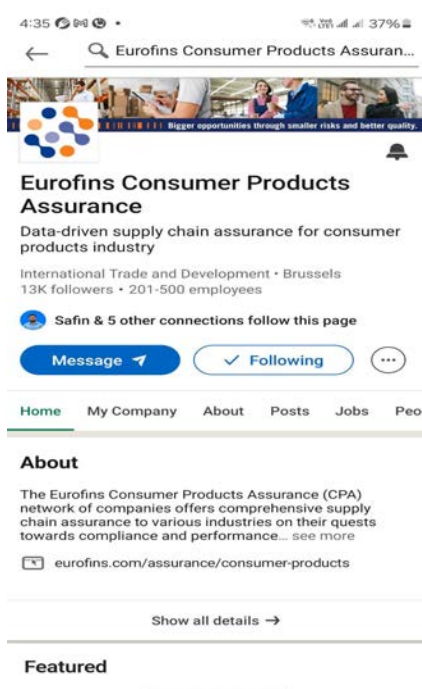 4:35
37%
Eurofins Consumer Products Assuran...
Bigger opportunities through smaller risks and better quality.
Eurofins Consumer Products
Assurance
Data-driven supply chain assurance for consumer
products industry
International Trade and Development • Brussels
13K followers • 201-500 employees
Safin & 5 other connections follow this page
Message
Following
Home My Company About Posts Jobs Peo
About
The Eurofins Consumer Products Assurance (CPA)
network of companies offers comprehensive supply
chain assurance to various industries on their quests
towards compliance and performance... see more
eurofins.com/assurance/consumer-products
Show all details →
Featured